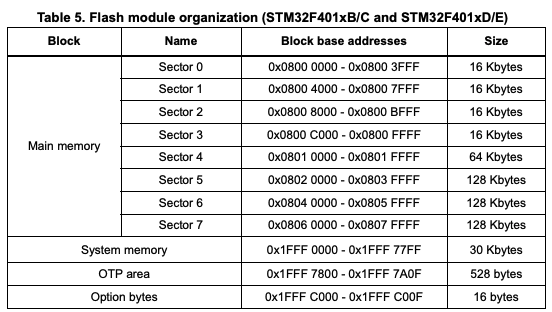 Table 5. Flash module organization (STM32F401xB/C and STM32F401xD/E)
Block Name Block base addresses Size
Main memory
Sector 0 0x0800 0000 - 0x0800 3FFF 16 Kbytes
Sector 1 0x0800 4000 - 0x0800 7FFF 16 Kbytes
Sector 2 0x0800 8000 - 0x0800 BFFF 16 Kbytes
Sector 3 0x0800 C000 - 0x0800 FFFF 16 Kbytes
Sector 4 0x0801 0000 - 0x0801 FFFF 64 Kbytes
Sector 5 0x0802 0000 - 0x0803 FFFF 128 Kbytes
Sector 6 0x0804 0000 - 0x0805 FFFF 128 Kbytes
Sector 7 0x0806 0000 - 0x0807 FFFF 128 Kbytes
System memory 0x1FFF 0000 - 0x1FFF 77FF 30 Kbytes
OTP area 0x1FFF 7800 - 0x1FFF 7A0F 528 bytes
Option bytes 0x1FFF C000 - 0x1FFF C00F 16 bytes